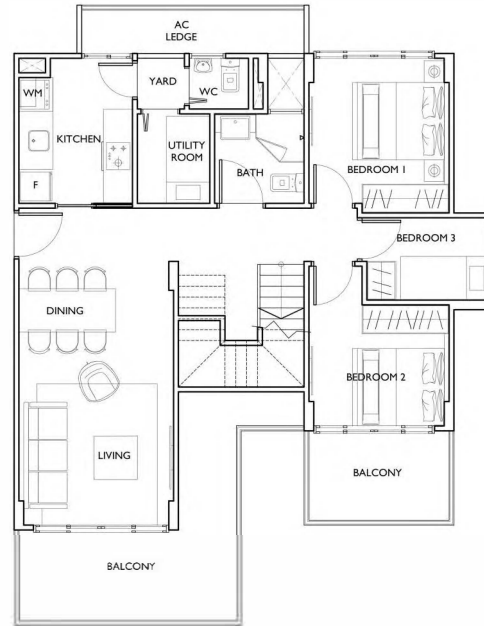 AC
LEDGE
YARD
WC
WM
KITCHEN
UTILITY
ROOM
BATH
F
BEDROOM 1
BEDROOM 3
DINING
BEDROOM 2
LIVING
BALCONY
BALCONY